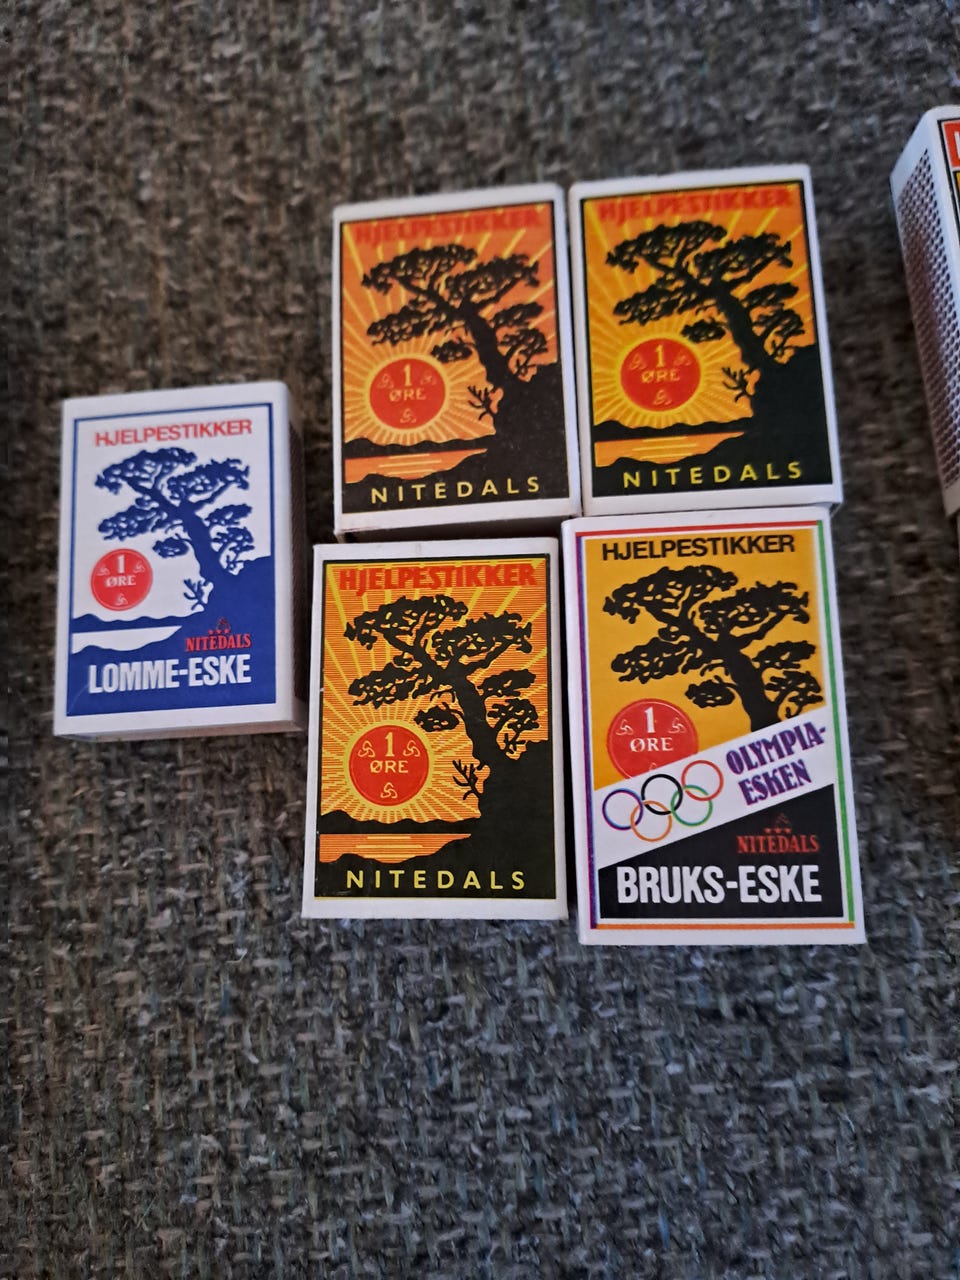 HJELPESTIKKER
1
ØRE
NITEDALS
HJELPESTIKKER
1
ØRE
NITEDALS
HJELPESTIKKER
1
ØRE
NITEDALS
LOMME-ESKE
HJELPESTIKKER
1
ØRE
NITEDALS
HJELPESTIKKER
1
ØRE
OLYMPIA-
ESKEN
NITEDALS
BRUKS-ESKE